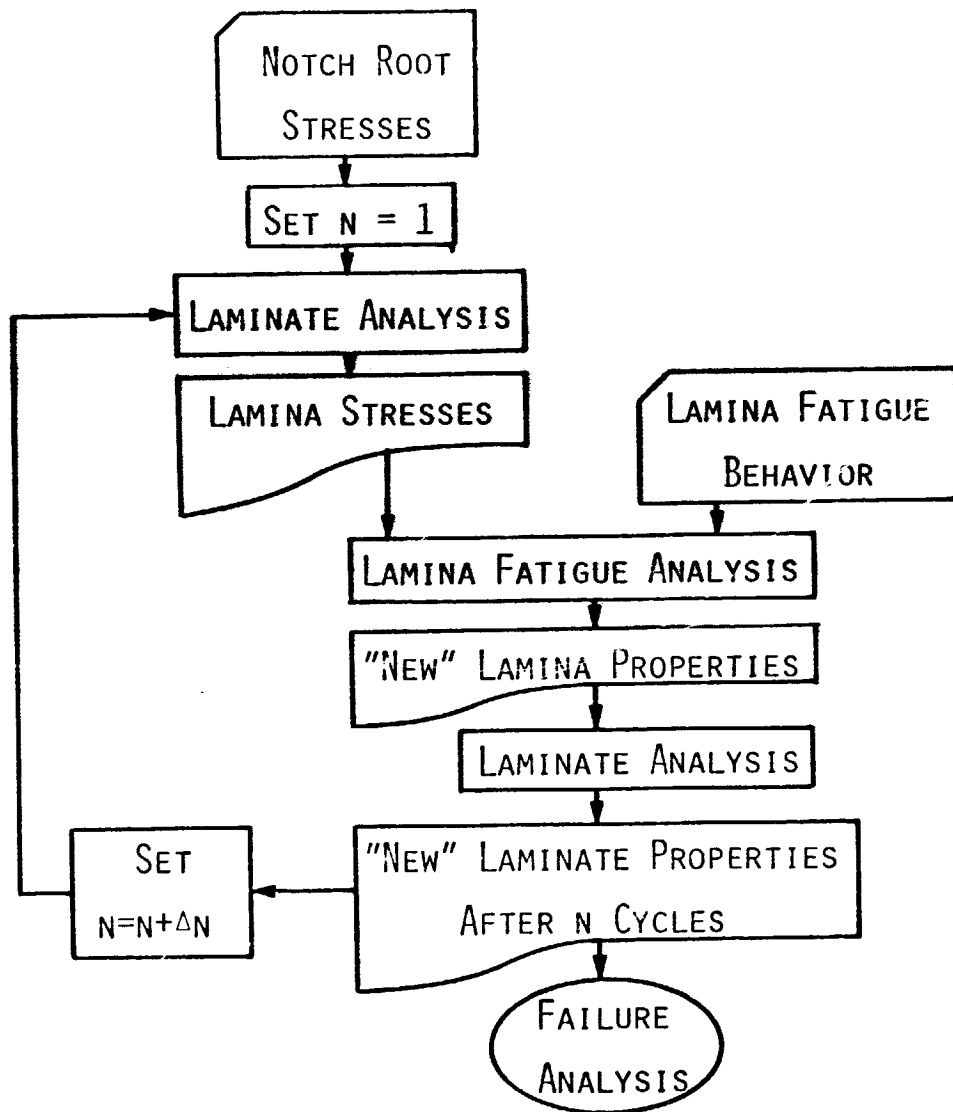 NOTCH ROOT
STRESSES
SET N = 1
LAMINATE ANALYSIS
LAMINA STRESSES
LAMINA FATIGUE
BEHAVIOR
LAMINA FATIGUE ANALYSIS
"NEW" LAMINA PROPERTIES
LAMINATE ANALYSIS
"NEW" LAMINATE PROPERTIES
AFTER N CYCLES
SET
N=N+ΔN
FAILURE
ANALYSIS